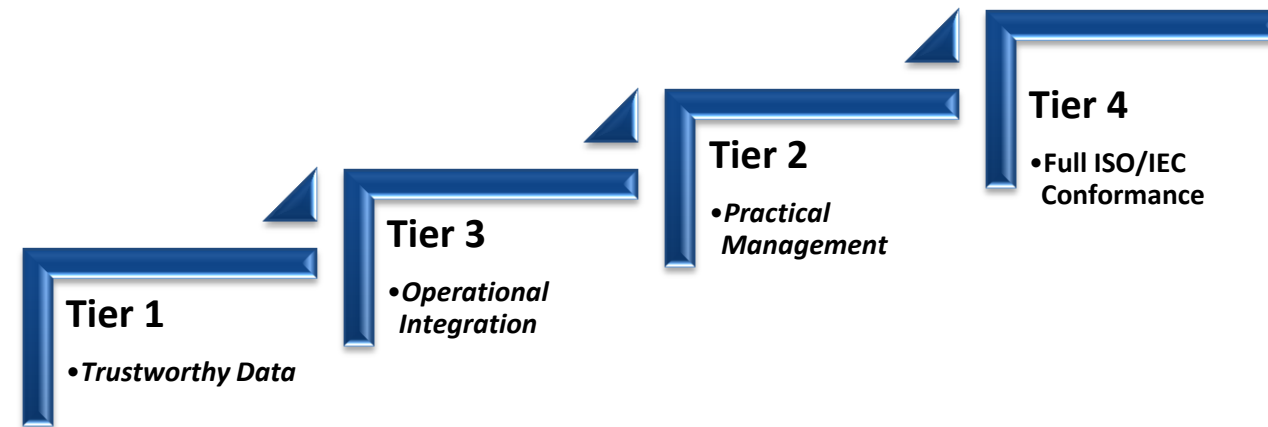 Tier 1
•Trustworthy Data
Tier 3
•Operational
Integration
Tier 2
•Practical
Management
Tier 4
•Full ISO/IEC
Conformance